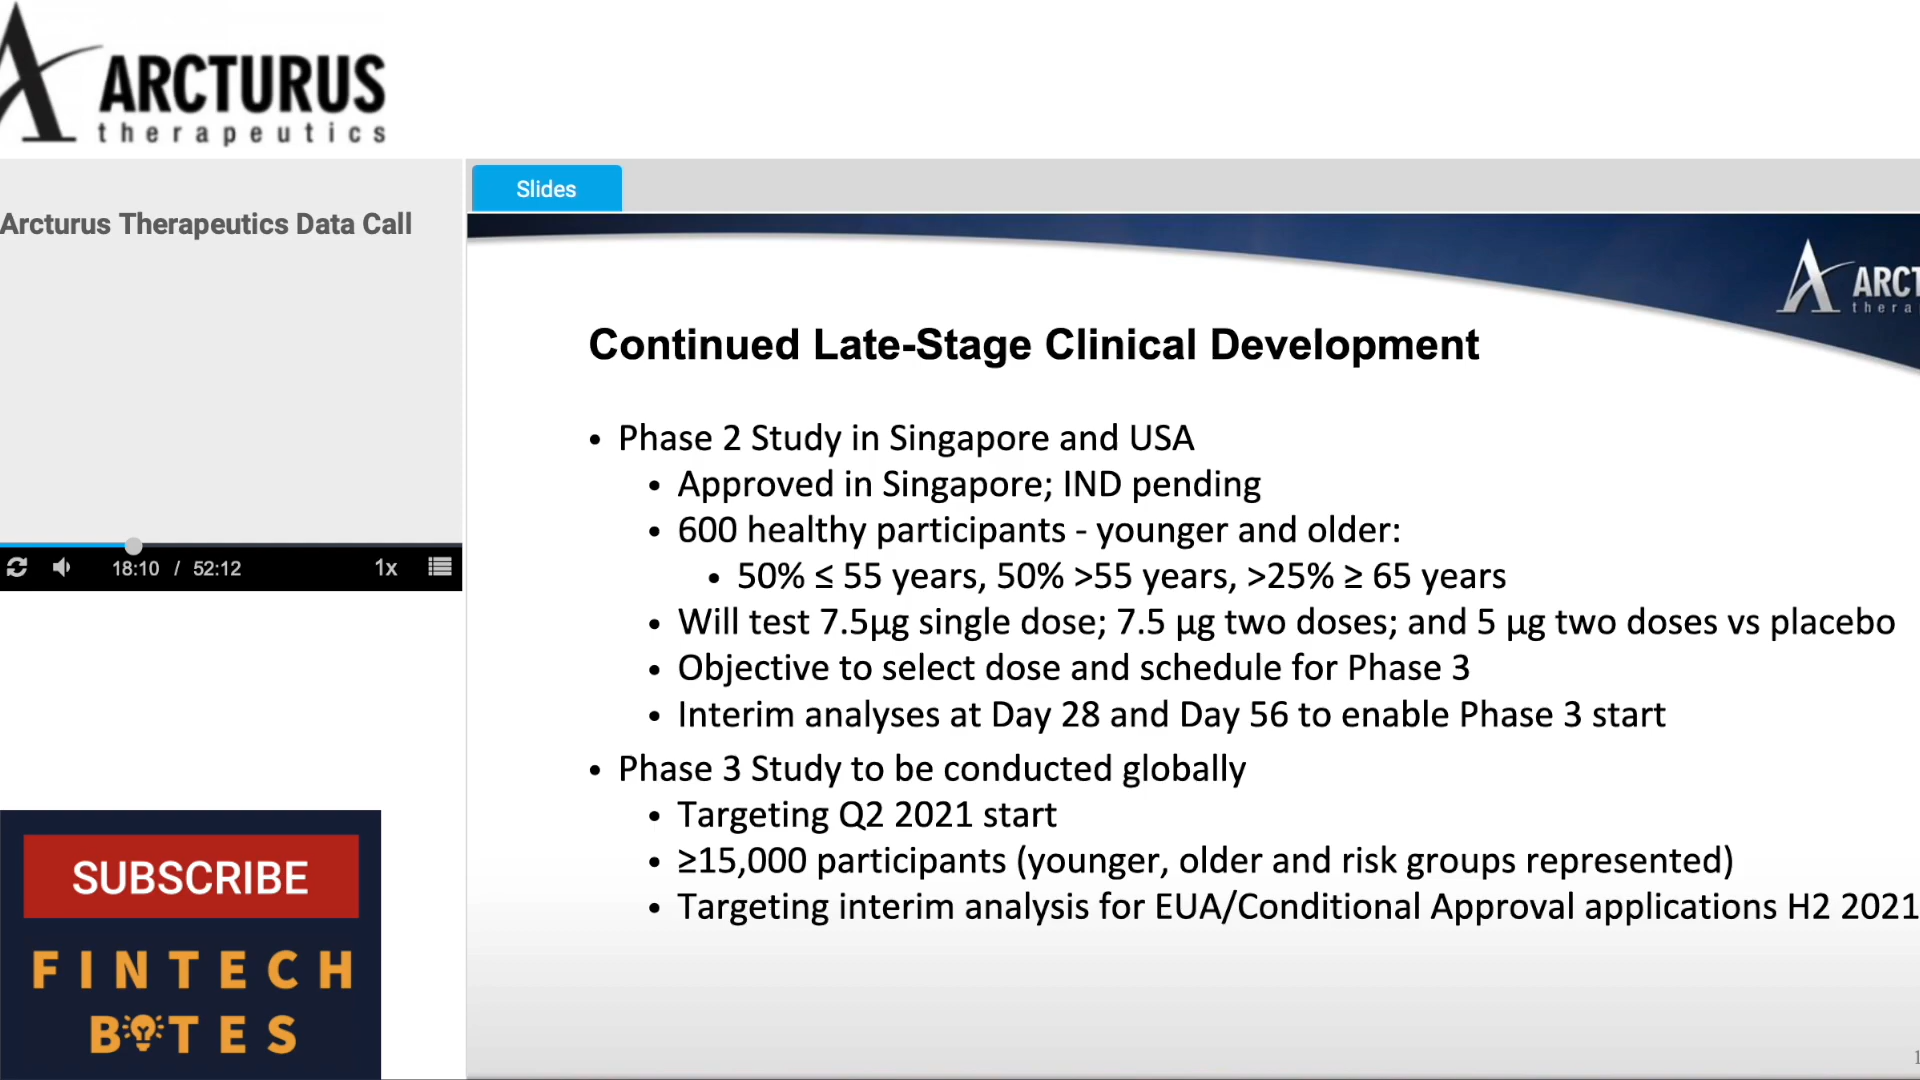 ARCTURUS
therapeutics
Slides
Arcturus Therapeutics Data Call
ARCT
thera
Continued Late-Stage Clinical Development
• Phase 2 Study in Singapore and USA
• Approved in Singapore; IND pending
• 600 healthy participants - younger and older:
• 50% ≤ 55 years, 50% >55 years, >25% ≥ 65 years
• Will test 7.5µg single dose; 7.5 µg two doses; and 5 µg two doses vs placebo
• Objective to select dose and schedule for Phase 3
• Interim analyses at Day 28 and Day 56 to enable Phase 3 start
• Phase 3 Study to be conducted globally
• Targeting Q2 2021 start
• ≥15,000 participants (younger, older and risk groups represented)
• Targeting interim analysis for EUA/Conditional Approval applications H2 2021
18:10 / 52:12 1x
SUBSCRIBE
FINTECH
BITES
1